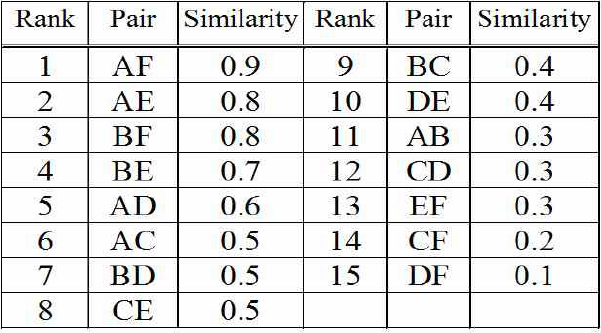 Rank Pair Similarity Rank Pair Similarity
1 AF 0.9 9 BC 0.4
2 AE 0.8 10 DE 0.4
3 BF 0.8 11 AB 0.3
4 BE 0.7 12 CD 0.3
5 AD 0.6 13 EF 0.3
6 AC 0.5 14 CF 0.2
7 BD 0.5 15 DF 0.1
8 CE 0.5